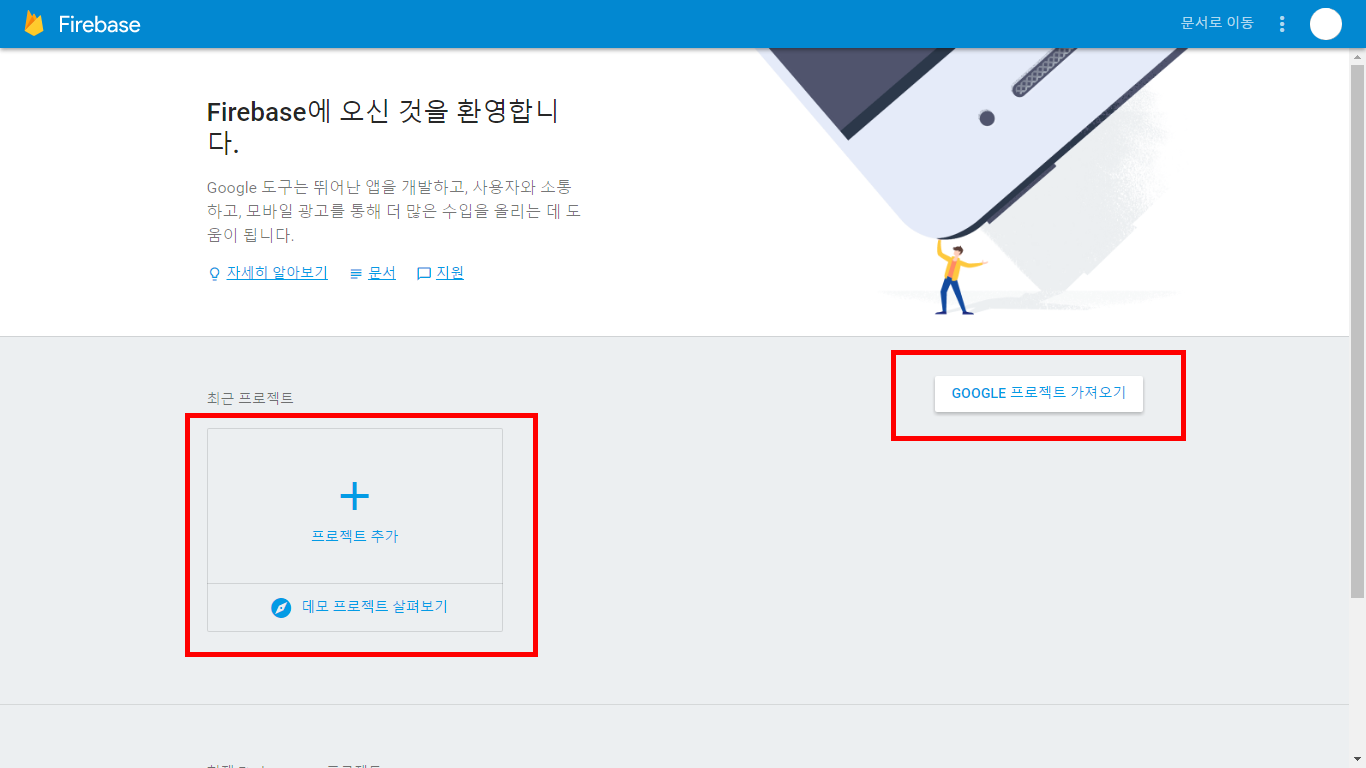 Firebase
문서로 이동
Firebase에 오신 것을 환영합니
다.
Google 도구는 뛰어난 앱을 개발하고, 사용자와 소통
하고, 모바일 광고를 통해 더 많은 수입을 올리는 데 도
움이 됩니다.
자세히 알아보기 문서 지원
GOOGLE 프로젝트 가져오기
최근 프로젝트
프로젝트 추가
데모 프로젝트 살펴보기